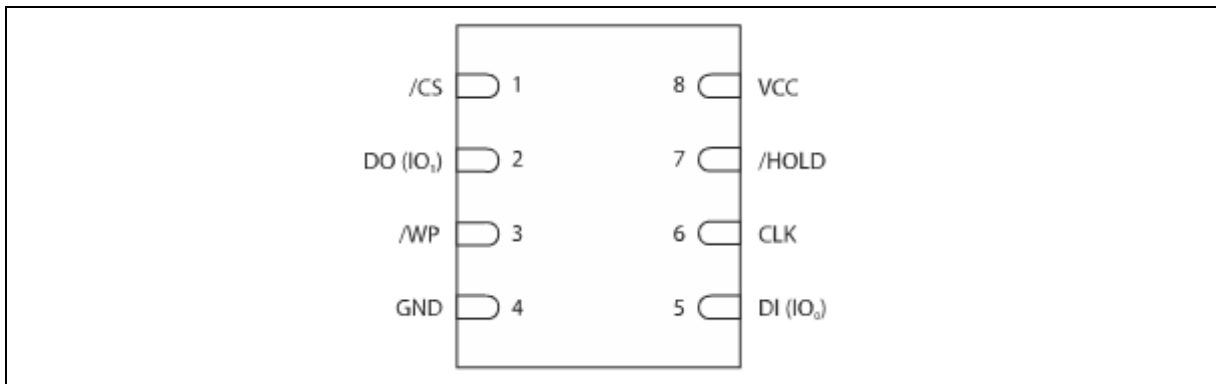 /CS 1 8 VCC
DO (IO₁) 2 7 /HOLD
/WP 3 6 CLK
GND 4 5 DI (IO₀)